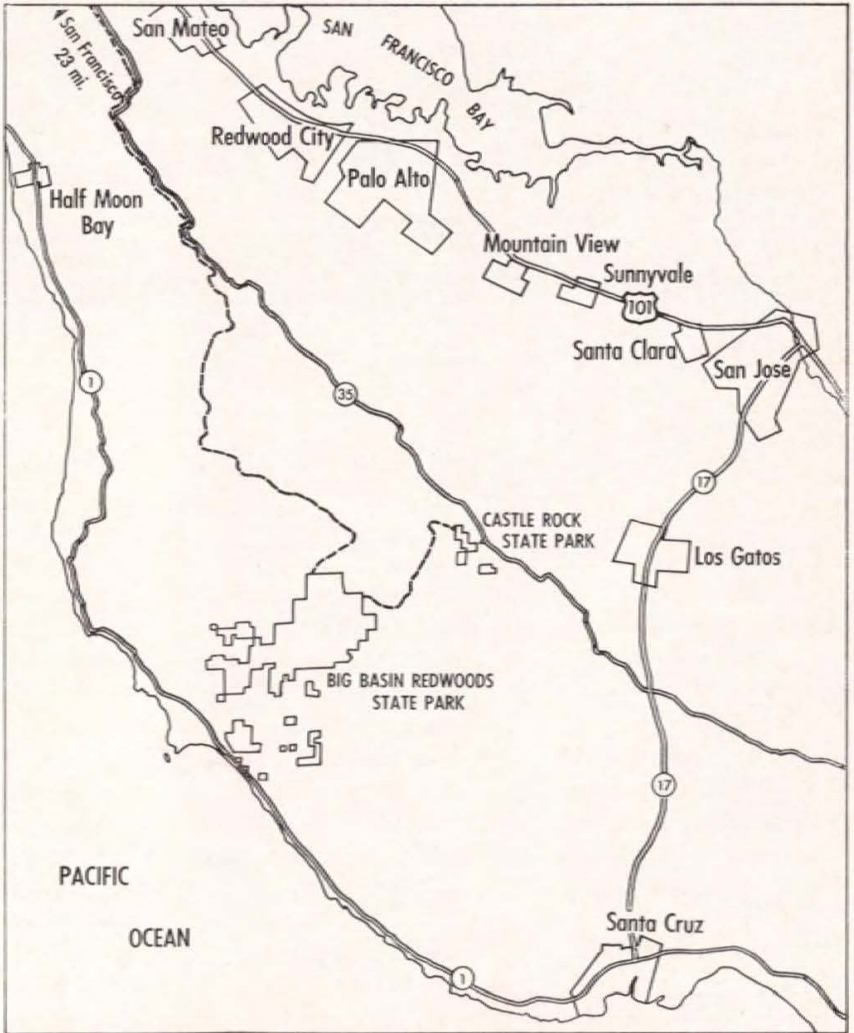 San Francisco
23 mi.
San Mateo
SAN
FRANCISCO
BAY
Redwood City
Palo Alto
Half Moon
Bay
Mountain View
Sunnyvale
101
Santa Clara
San Jose
1
35
17
CASTLE ROCK
STATE PARK
Los Gatos
BIG BASIN REDWOODS
STATE PARK
17
PACIFIC
OCEAN
Santa Cruz
1